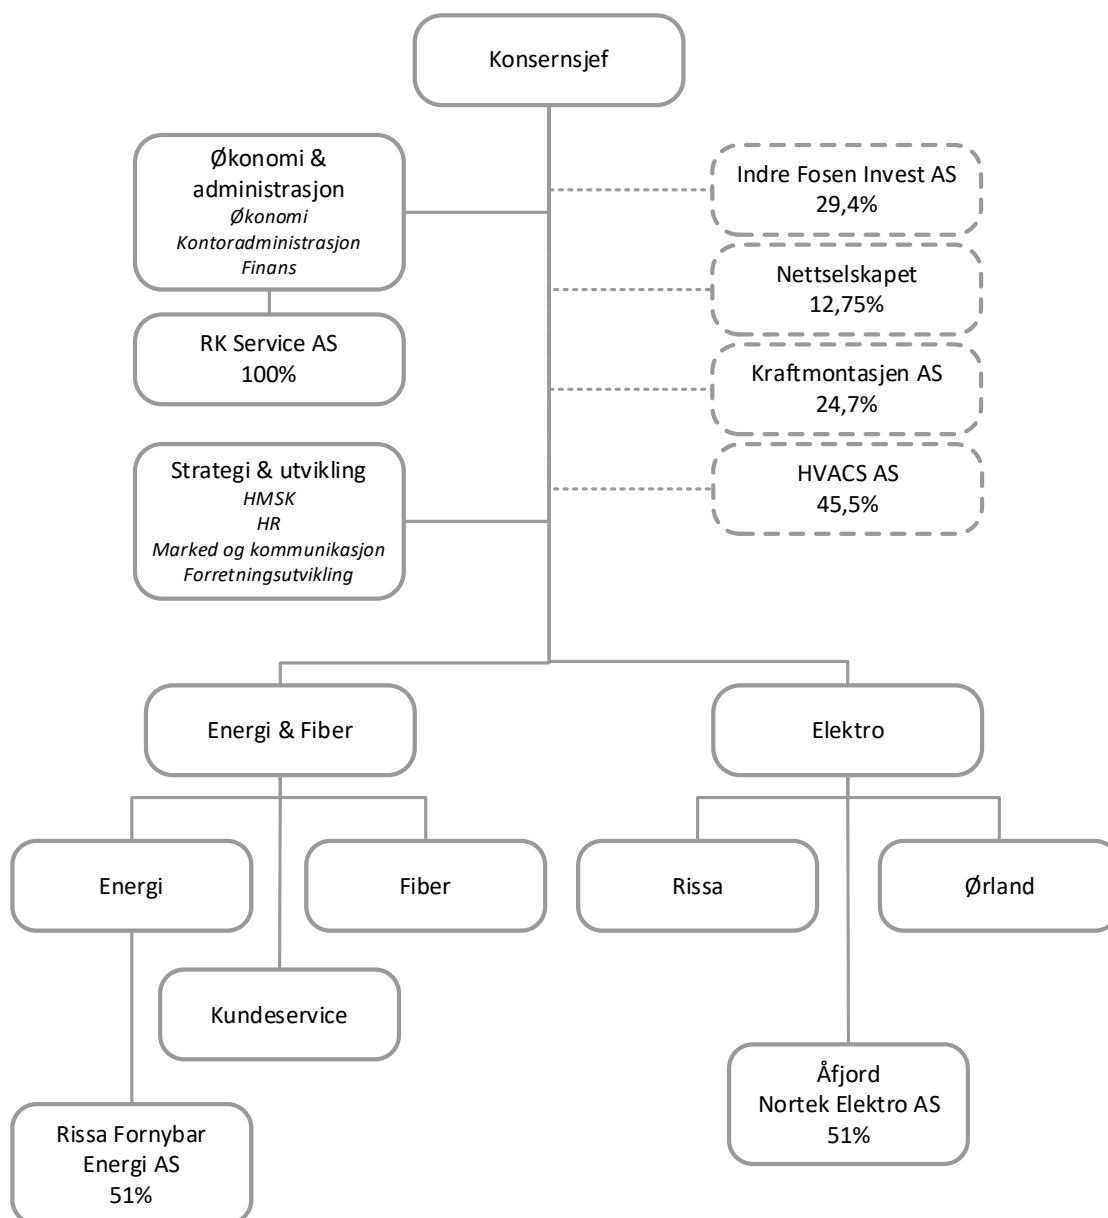 Konsernsjef
Økonomi &
administrasjon
Økonomi
Kontoradministrasjon
Finans
RK Service AS
100%
Strategi & utvikling
HMSK
HR
Marked og kommunikasjon
Forretningsutvikling
Indre Fosen Invest AS
29,4%
Nettselskapet
12,75%
Kraftmontasjen AS
24,7%
HVACS AS
45,5%
Energi & Fiber
Elektro
Energi
Fiber
Rissa
Ørland
Kundeservice
Åfjord
Nortek Elektro AS
51%
Rissa Fornybar
Energi AS
51%